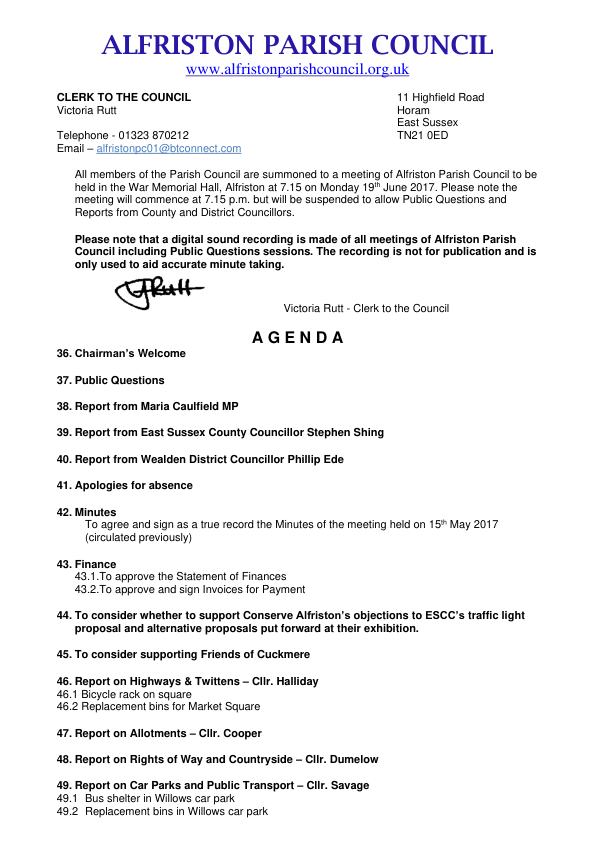 ALFRISTON PARISH COUNCIL
www.alfristonparishcouncil.org.uk
CLERK TO THE COUNCIL
Victoria Rutt
Telephone - 01323 870212
Email – alfristonpc01@btconnect.com
11 Highfield Road
Horam
East Sussex
TN21 0ED
All members of the Parish Council are summoned to a meeting of Alfriston Parish Council to be
held in the War Memorial Hall, Alfriston at 7.15 on Monday 19th June 2017. Please note the
meeting will commence at 7.15 p.m. but will be suspended to allow Public Questions and
Reports from County and District Councillors.
Please note that a digital sound recording is made of all meetings of Alfriston Parish
Council including Public Questions sessions. The recording is not for publication and is
only used to aid accurate minute taking.
VJRutt
Victoria Rutt - Clerk to the Council
A G E N D A
36. Chairman's Welcome
37. Public Questions
38. Report from Maria Caulfield MP
39. Report from East Sussex County Councillor Stephen Shing
40. Report from Wealden District Councillor Phillip Ede
41. Apologies for absence
42. Minutes
To agree and sign as a true record the Minutes of the meeting held on 15th May 2017
(circulated previously)
43. Finance
43.1.To approve the Statement of Finances
43.2.To approve and sign Invoices for Payment
44. To consider whether to support Conserve Alfriston's objections to ESCC's traffic light
proposal and alternative proposals put forward at their exhibition.
45. To consider supporting Friends of Cuckmere
46. Report on Highways & Twittens – Cllr. Halliday
46.1 Bicycle rack on square
46.2 Replacement bins for Market Square
47. Report on Allotments – Cllr. Cooper
48. Report on Rights of Way and Countryside – Cllr. Dumelow
49. Report on Car Parks and Public Transport – Cllr. Savage
49.1 Bus shelter in Willows car park
49.2 Replacement bins in Willows car park